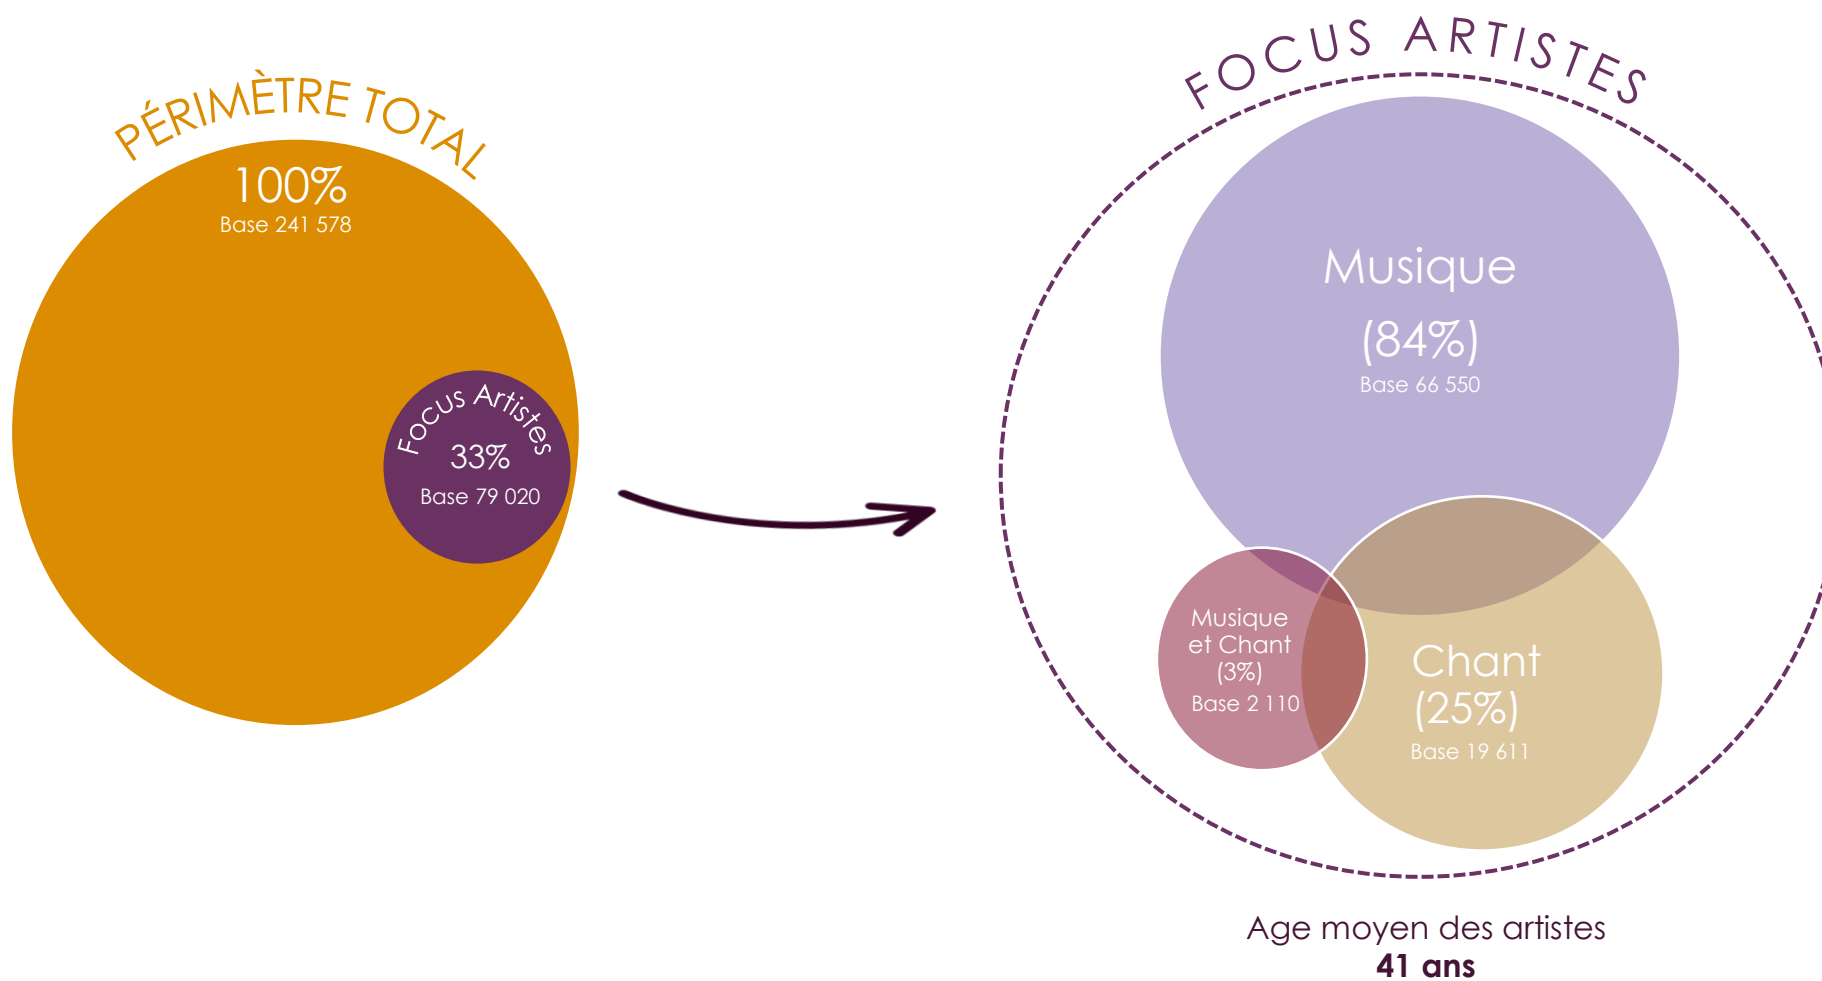 PÉRIMÈTRE TOTAL
100%
Base 241 578
Focus Artistes
33%
Base 79 020
FOCUS ARTISTES
Musique
(84%)
Base 66 550
Musique
et Chant
(3%)
Base 2 110
Chant
(25%)
Base 19 611
Age moyen des artistes
41 ans